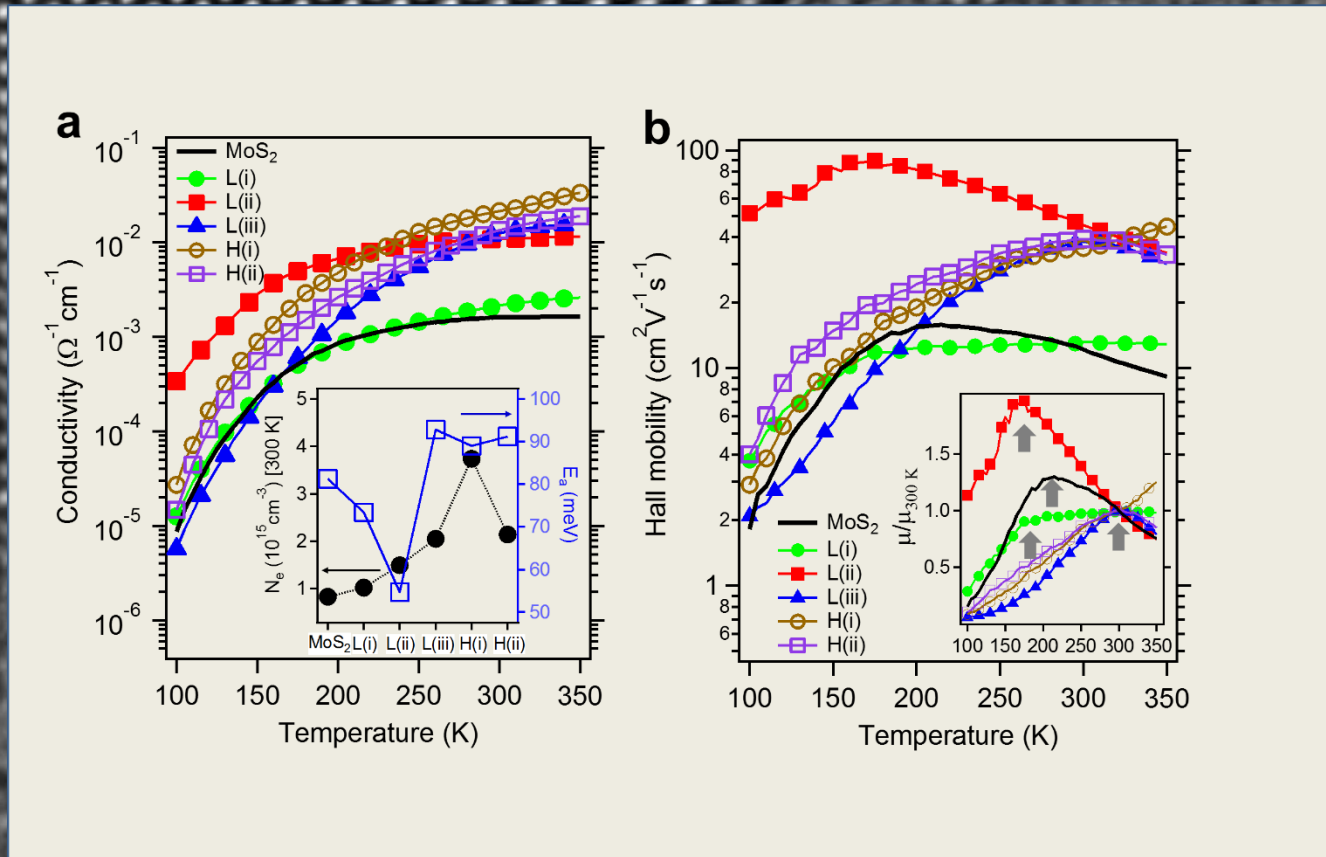 a
10⁻¹
10⁻²
10⁻³
10⁻⁴
10⁻⁵
10⁻⁶
Conductivity (Ω⁻¹cm⁻¹)
MoS₂
L(i)
L(ii)
L(iii)
H(i)
H(ii)
5
4
3
2
1
Nₑ (10¹⁵ cm⁻³) [300 K]
100
90
80
70
60
50
Eₐ (meV)
MoS₂ L(i) L(ii) L(iii) H(i) H(ii)
100 150 200 250 300 350
Temperature (K)
b
100
8
6
4
2
10
8
6
4
2
1
8
6
Hall mobility (cm²V⁻¹s⁻¹)
MoS₂
L(i)
L(ii)
L(iii)
H(i)
H(ii)
1.5
1.0
0.5
μ/μ₃₀₀ K
100 150 200 250 300 350
100 150 200 250 300 350
Temperature (K)